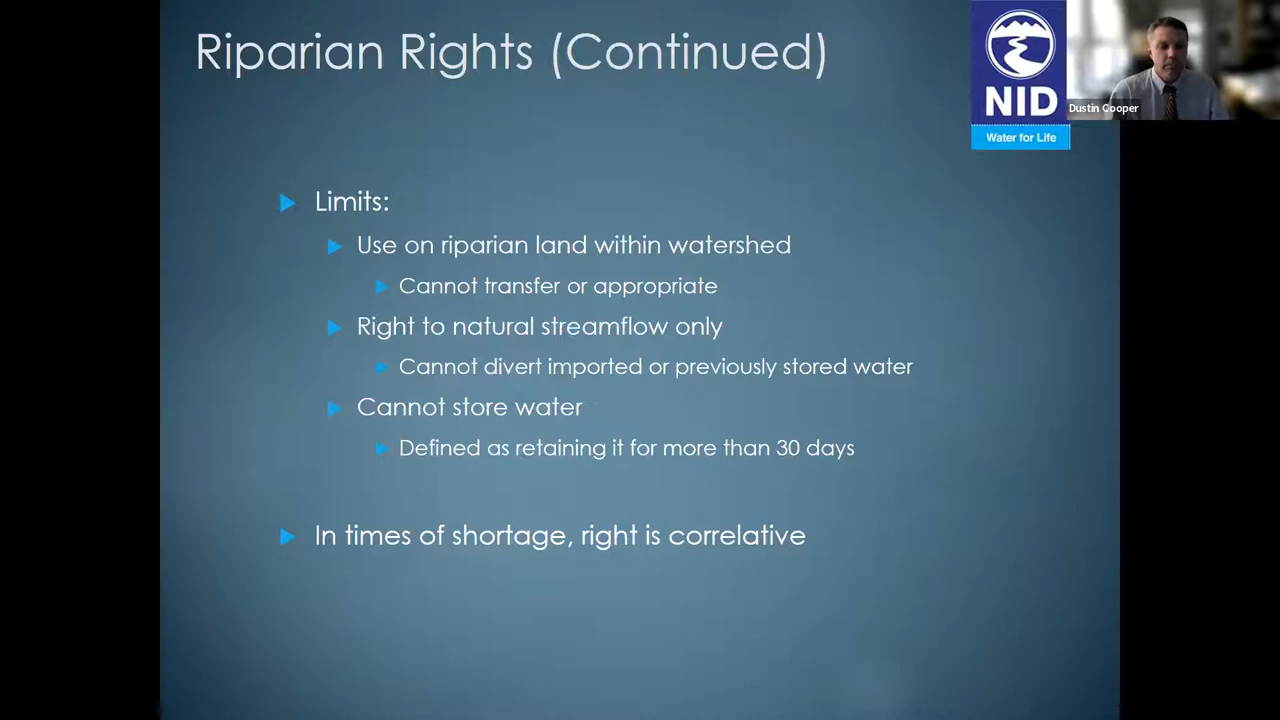 Riparian Rights (Continued)
NID
Water for Life
Dustin Cooper
Limits:
Use on riparian land within watershed
Cannot transfer or appropriate
Right to natural streamflow only
Cannot divert imported or previously stored water
Cannot store water
Defined as retaining it for more than 30 days
In times of shortage, right is correlative